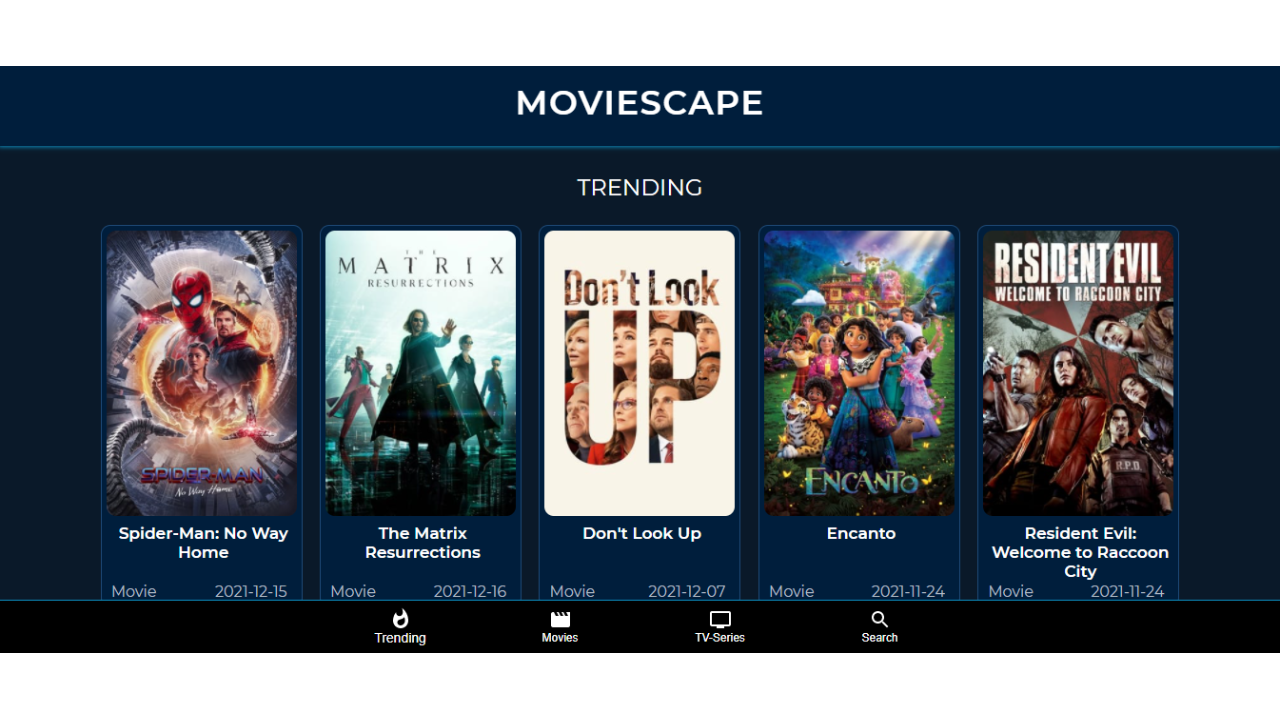 MOVIESCAPE
TRENDING
THE
MATRIX
RESURRECTIONS
Don't Look
UP
RESIDENT EVIL
WELCOME TO RACCOON CITY
SPIDER-MAN
No Way Home
ENCANTO
R.P.D.
Spider-Man: No Way
Home
The Matrix
Resurrections
Don't Look Up
Encanto
Resident Evil:
Welcome to Raccoon
City
Movie 2021-12-15
Movie 2021-12-16
Movie 2021-12-07
Movie 2021-11-24
Movie 2021-11-24
Trending
Movies
TV-Series
Search